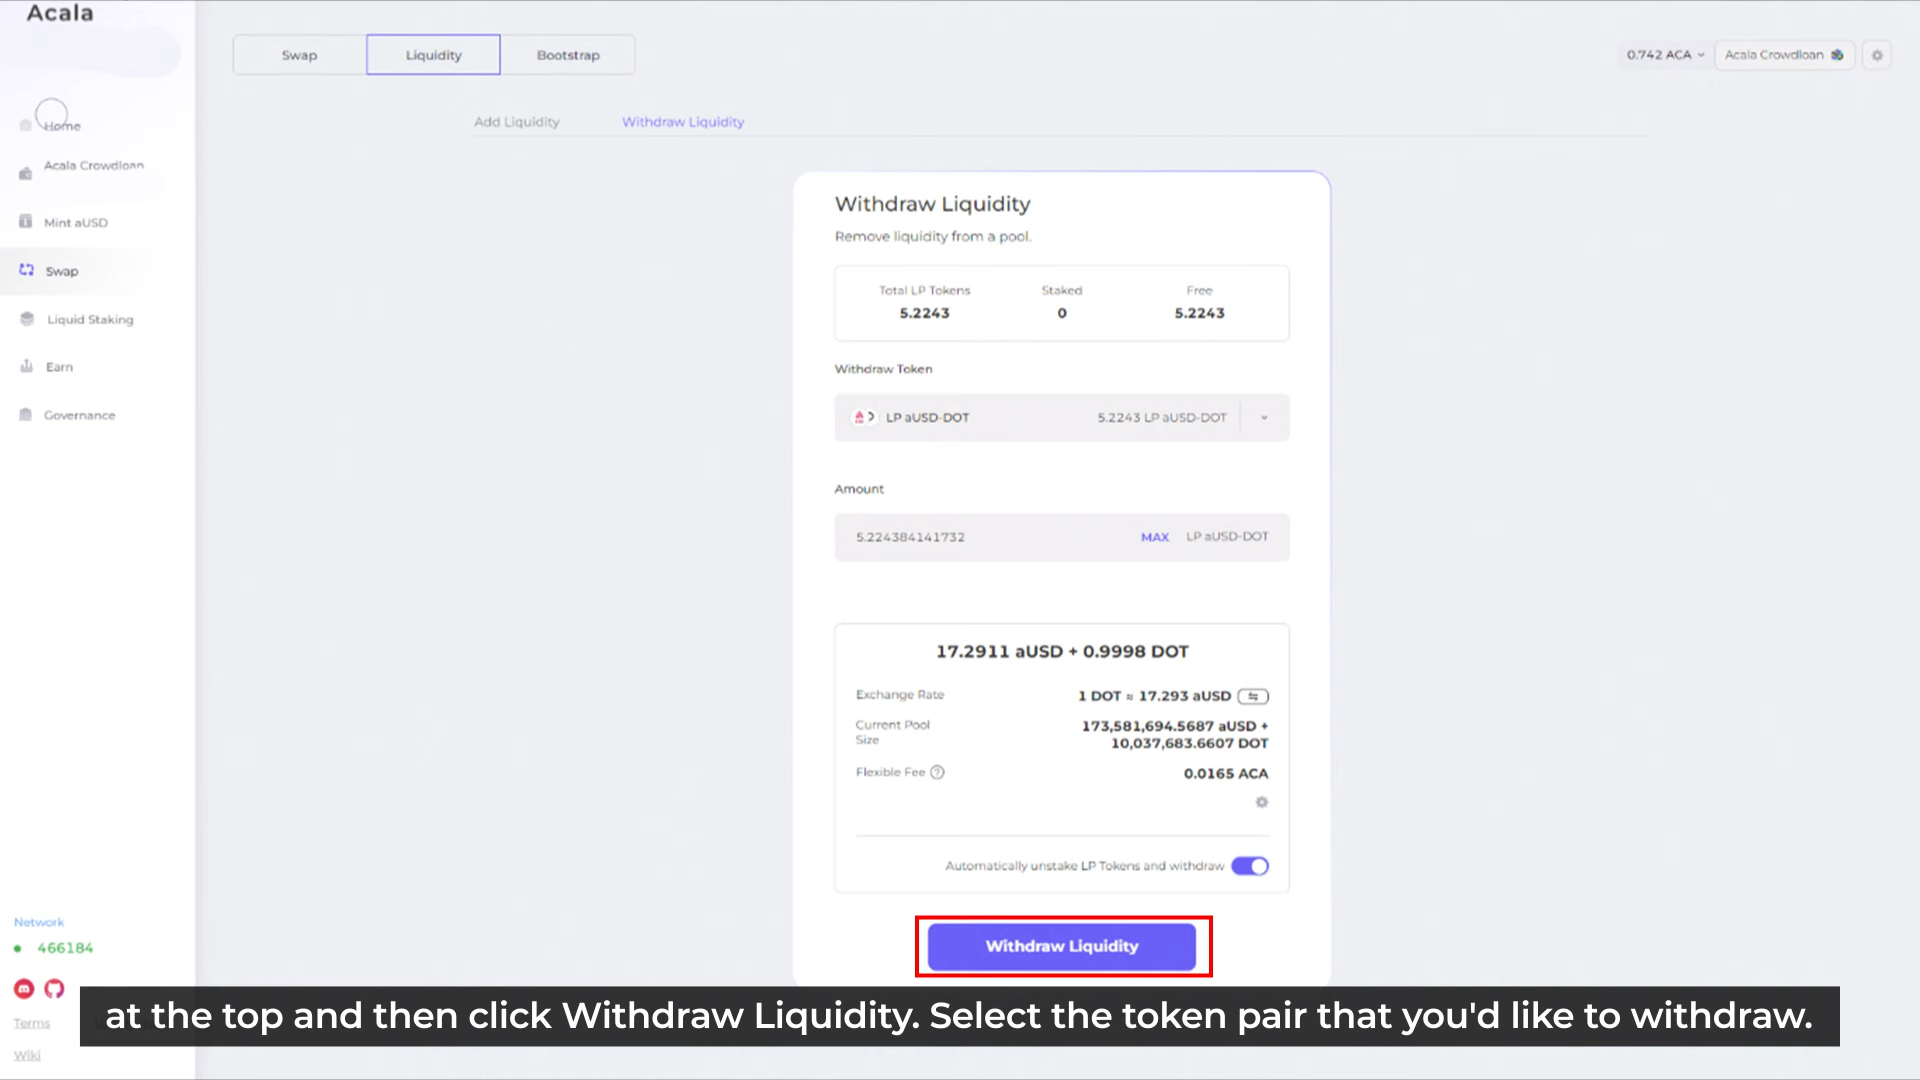 Acala
Swap
Liquidity
Bootstrap
0.742 ACA
Acala Crowdloan
Home
Acala Crowdloan
Mint aUSD
Swap
Liquid Staking
Earn
Governance
Add Liquidity
Withdraw Liquidity
Withdraw Liquidity
Remove liquidity from a pool.
Total LP Tokens Staked Free
5.2243 0 5.2243
Withdraw Token
LP aUSD-DOT 5.2243 LP aUSD-DOT
Amount
5.224384141732 MAX LP aUSD-DOT
17.2911 aUSD + 0.9998 DOT
Exchange Rate 1 DOT ≈ 17.293 aUSD
Current Pool Size 173,581,694.5687 aUSD +
10,037,683.6607 DOT
Flexible Fee 0.0165 ACA
Automatically unstake LP Tokens and withdraw
Withdraw Liquidity
Network
466184
Terms
Wiki
at the top and then click Withdraw Liquidity. Select the token pair that you'd like to withdraw.